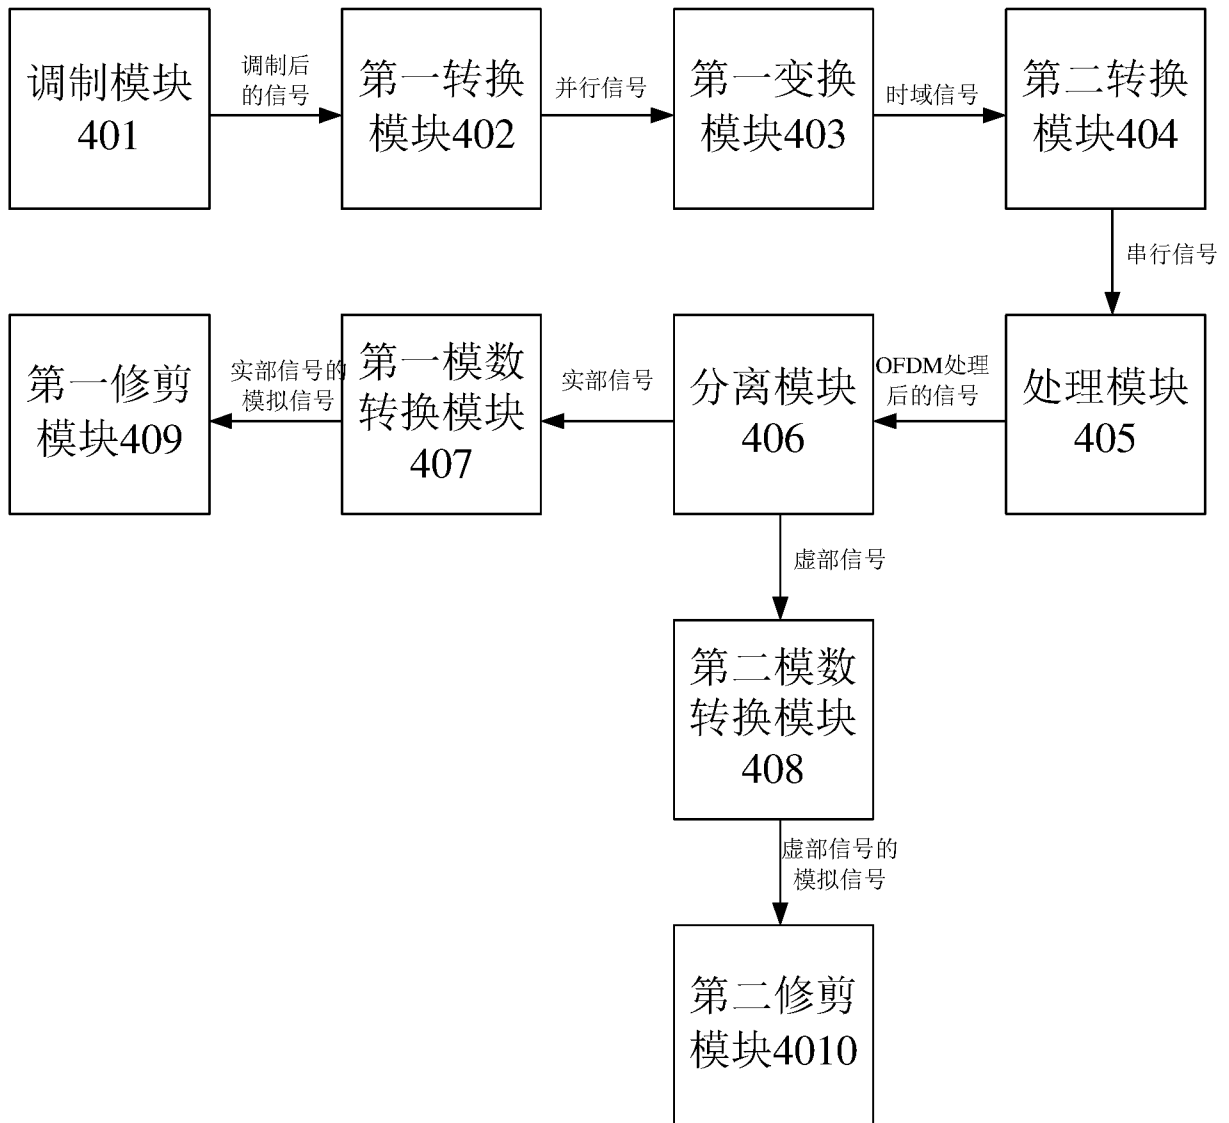 调制模块
401
调制后
的信号
第一转换
模块402
并行信号
第一变换
模块403
时域信号
第二转换
模块404
串行信号
第一修剪
模块409
实部信号的
模拟信号
第一模数
转换模块
407
实部信号
分离模块
406
OFDM处理
后的信号
处理模块
405
虚部信号
第二模数
转换模块
408
虚部信号的
模拟信号
第二修剪
模块4010